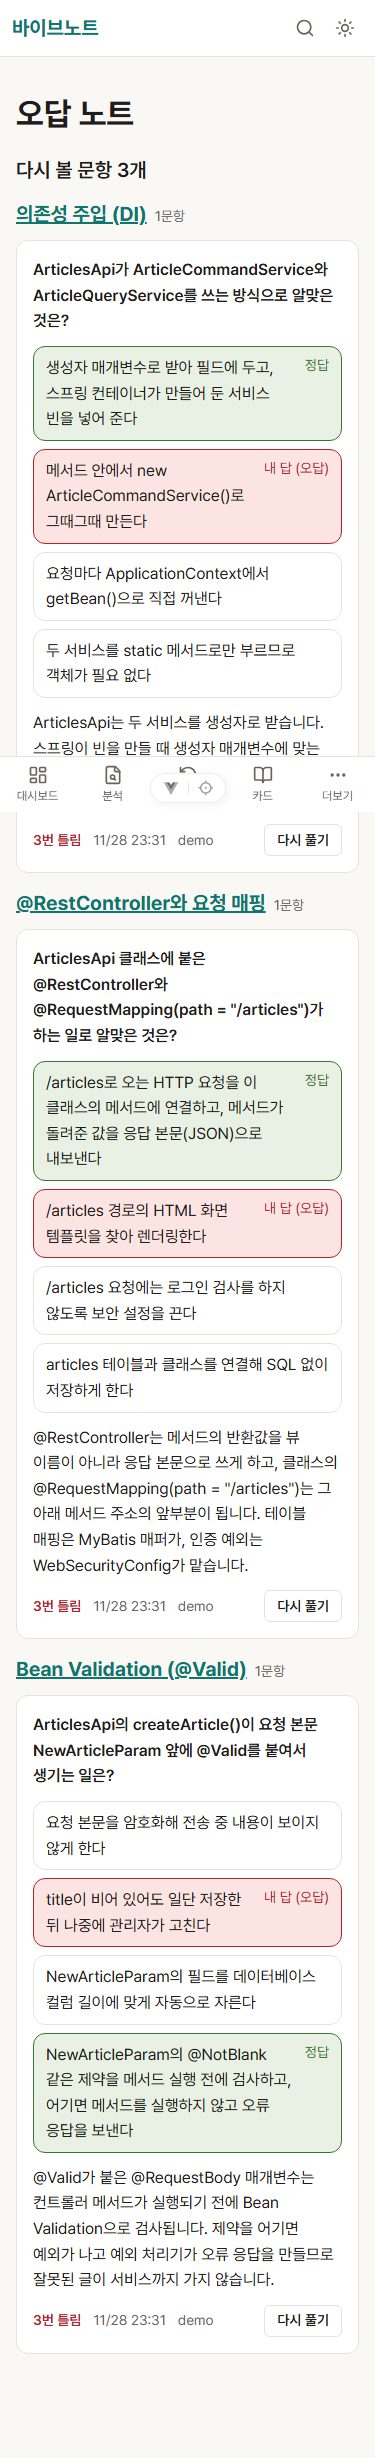 바이브노트
오답 노트
다시 볼 문항 3개
의존성 주입 (DI) 1문항
ArticlesApi가 ArticleCommandService와
ArticleQueryService를 쓰는 방식으로 알맞은
것은?
생성자 매개변수로 받아 필드에 두고, 정답
스프링 컨테이너가 만들어 둔 서비스
빈을 넣어 준다
메서드 안에서 new 내 답 (오답)
ArticleCommandService()로
그때그때 만든다
요청마다 ApplicationContext에서
getBean()으로 직접 꺼낸다
두 서비스를 static 메서드로만 부르므로
객체가 필요 없다
ArticlesApi는 두 서비스를 생성자로 받습니다.
스프링이 빈을 만들 때 생성자 매개변수에 맞는
대시보드 분석 카드 더보기
3번 틀림 11/28 23:31 demo 다시 풀기
@RestController와 요청 매핑 1문항
ArticlesApi 클래스에 붙은
@RestController와
@RequestMapping(path = "/articles")가
하는 일로 알맞은 것은?
/articles로 오는 HTTP 요청을 이 정답
클래스의 메서드에 연결하고, 메서드가
돌려준 값을 응답 본문(JSON)으로
내보낸다
/articles 경로의 HTML 화면 내 답 (오답)
템플릿을 찾아 렌더링한다
/articles 요청에는 로그인 검사를 하지
않도록 보안 설정을 끈다
articles 테이블과 클래스를 연결해 SQL 없이
저장하게 한다
@RestController는 메서드의 반환값을 뷰
이름이 아니라 응답 본문으로 쓰게 하고, 클래스의
@RequestMapping(path = "/articles")는 그
아래 메서드 주소의 앞부분이 됩니다. 테이블
매핑은 MyBatis 매퍼가, 인증 예외는
WebSecurityConfig가 맡습니다.
3번 틀림 11/28 23:31 demo 다시 풀기
Bean Validation (@Valid) 1문항
ArticlesApi의 createArticle()이 요청 본문
NewArticleParam 앞에 @Valid를 붙여서
생기는 일은?
요청 본문을 암호화해 전송 중 내용이 보이지
않게 한다
title이 비어 있어도 일단 저장한 내 답 (오답)
뒤 나중에 관리자가 고친다
NewArticleParam의 필드를 데이터베이스
컬럼 길이에 맞게 자동으로 자른다
NewArticleParam의 @NotBlank 정답
같은 제약을 메서드 실행 전에 검사하고,
어기면 메서드를 실행하지 않고 오류
응답을 보낸다
@Valid가 붙은 @RequestBody 매개변수는
컨트롤러 메서드가 실행되기 전에 Bean
Validation으로 검사됩니다. 제약을 어기면
예외가 나고 예외 처리기가 오류 응답을 만들므로
잘못된 글이 서비스까지 가지 않습니다.
3번 틀림 11/28 23:31 demo 다시 풀기